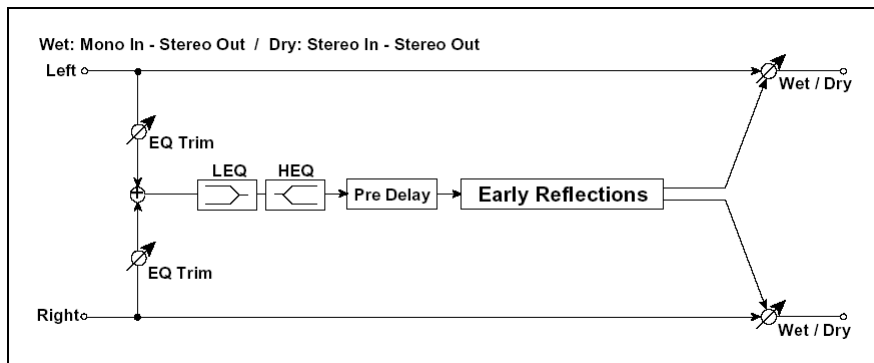 Wet: Mono In - Stereo Out / Dry: Stereo In - Stereo Out
Left
Wet / Dry
EQ Trim
LEQ
HEQ
+
Pre Delay
Early Reflections
EQ Trim
Right
Wet / Dry